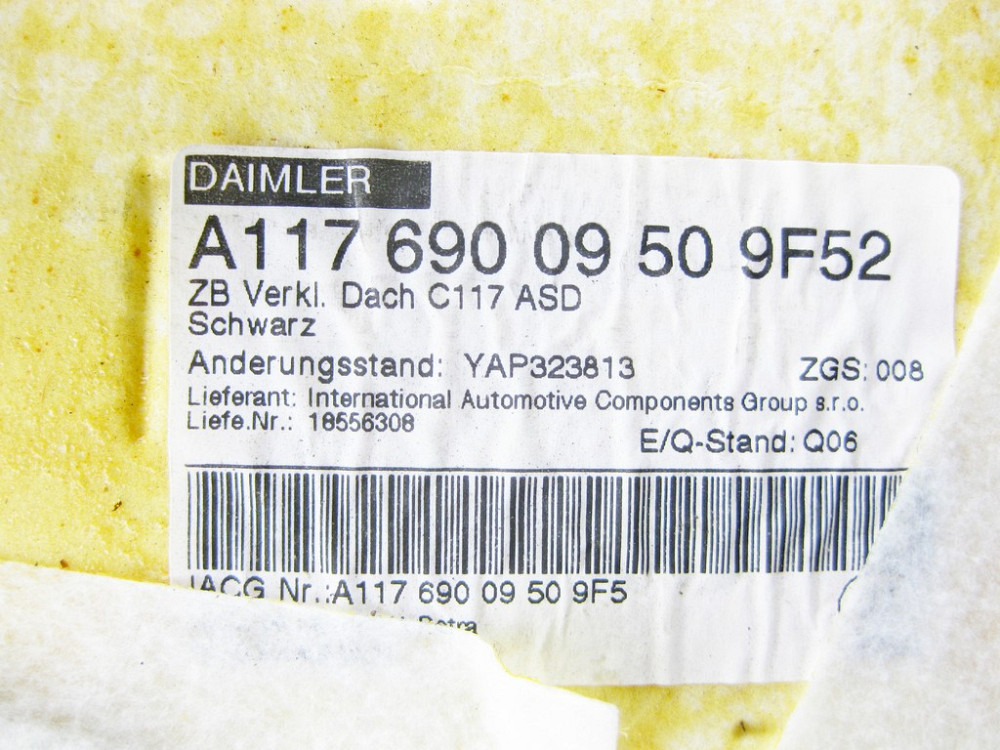 DAIMLER
A117 690 09 50 9F52
ZB Verkl. Dach C117 ASD
Schwarz
Anderungsstand: YAP323813 ZGS: 008
Lieferant: International Automotive Components Group s.r.o.
Liefe.Nr.: 18556308
E/Q-Stand: Q06
IACG Nr.:A117 690 09 50 9F5